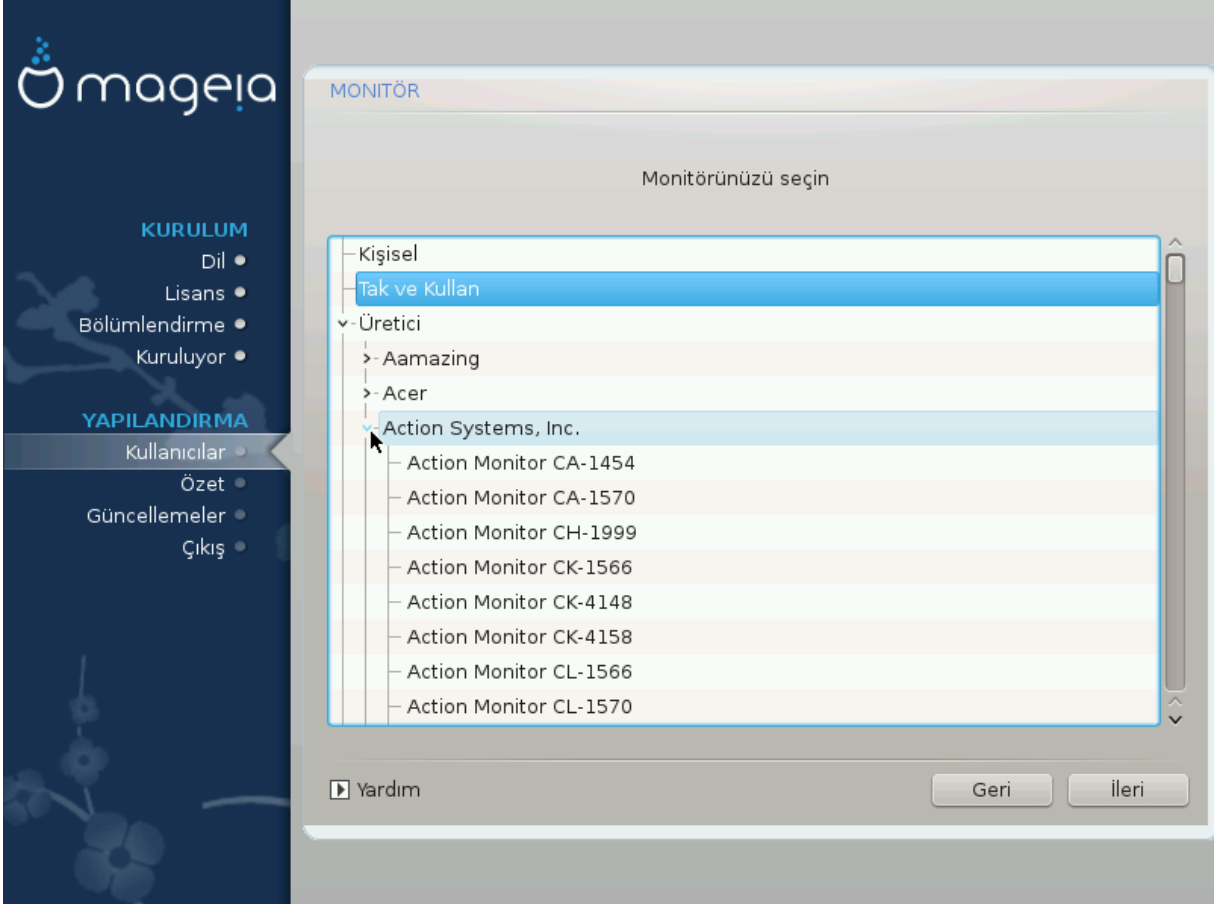 mageia
KURULUM
Dil
Lisans
Bölümlendirme
Kuruluyor
YAPILANDIRMA
Kullanıcılar
Özet
Güncellemeler
Çıkış
MONITÖR
Monitörünüzü seçin
Kişisel
Tak ve Kullan
Üretici
Aamazing
Acer
Action Systems, Inc.
Action Monitor CA-1454
Action Monitor CA-1570
Action Monitor CH-1999
Action Monitor CK-1566
Action Monitor CK-4148
Action Monitor CK-4158
Action Monitor CL-1566
Action Monitor CL-1570
Yardım
Geri
İleri